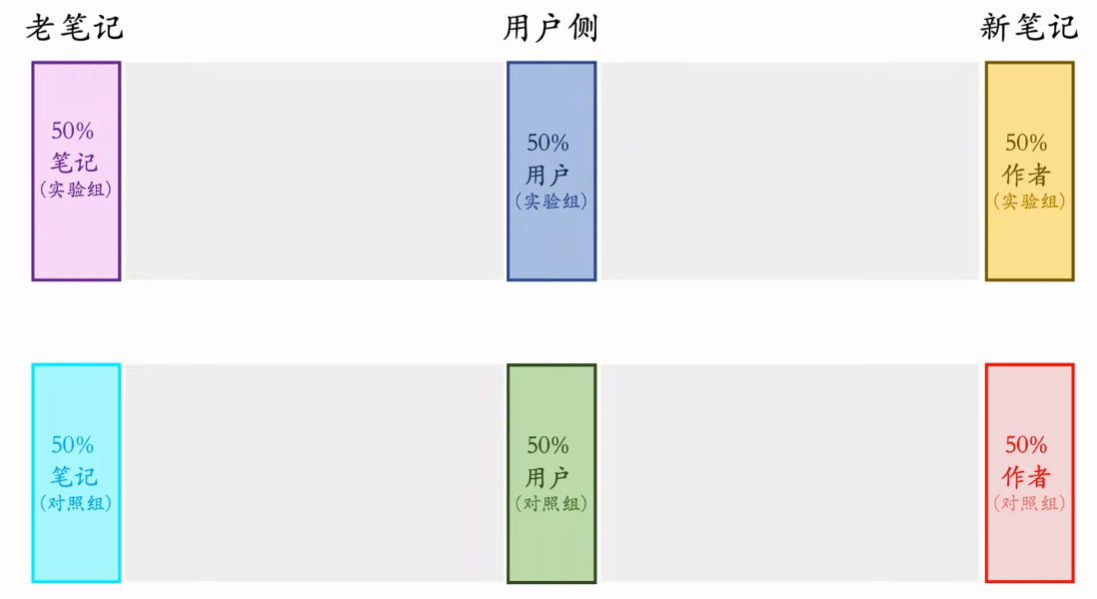 老笔记
用户侧
新笔记
50%
笔记
(实验组)
50%
用户
(实验组)
50%
作者
(实验组)
50%
笔记
(对照组)
50%
用户
(对照组)
50%
作者
(对照组)